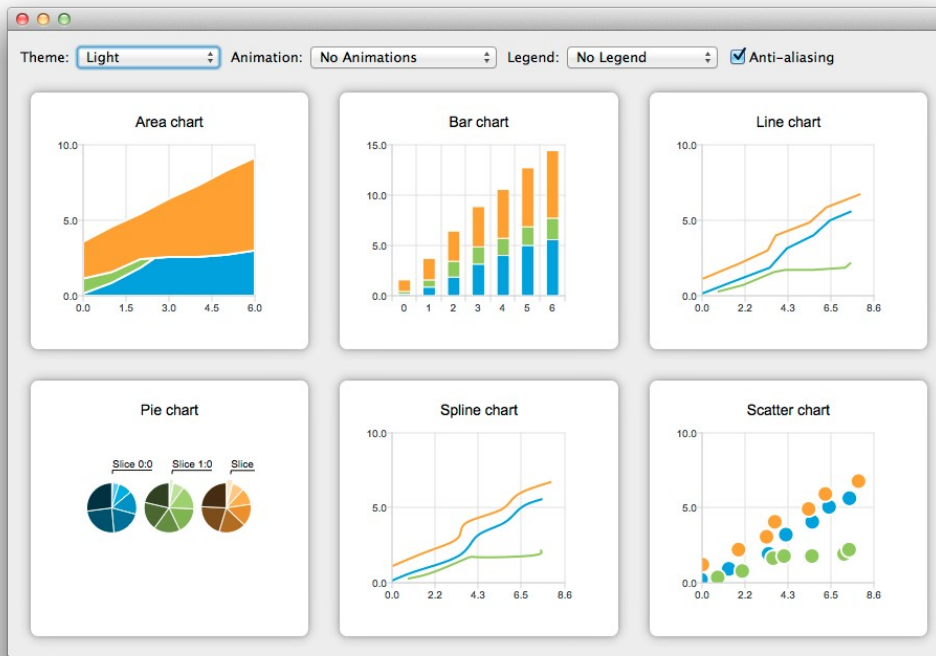 Theme: Light Animation: No Animations Legend: No Legend Anti-aliasing
Area chart
10.0
5.0
0.0
0.0 1.5 3.0 4.5 6.0
Bar chart
15.0
10.0
5.0
0.0
0 1 2 3 4 5 6
Line chart
10.0
5.0
0.0
0.0 2.2 4.3 6.5 8.6
Pie chart
Slice 0:0 Slice 1:0 Slice
Spline chart
10.0
5.0
0.0
0.0 2.2 4.3 6.5 8.6
Scatter chart
10.0
5.0
0.0
0.0 2.2 4.3 6.5 8.6